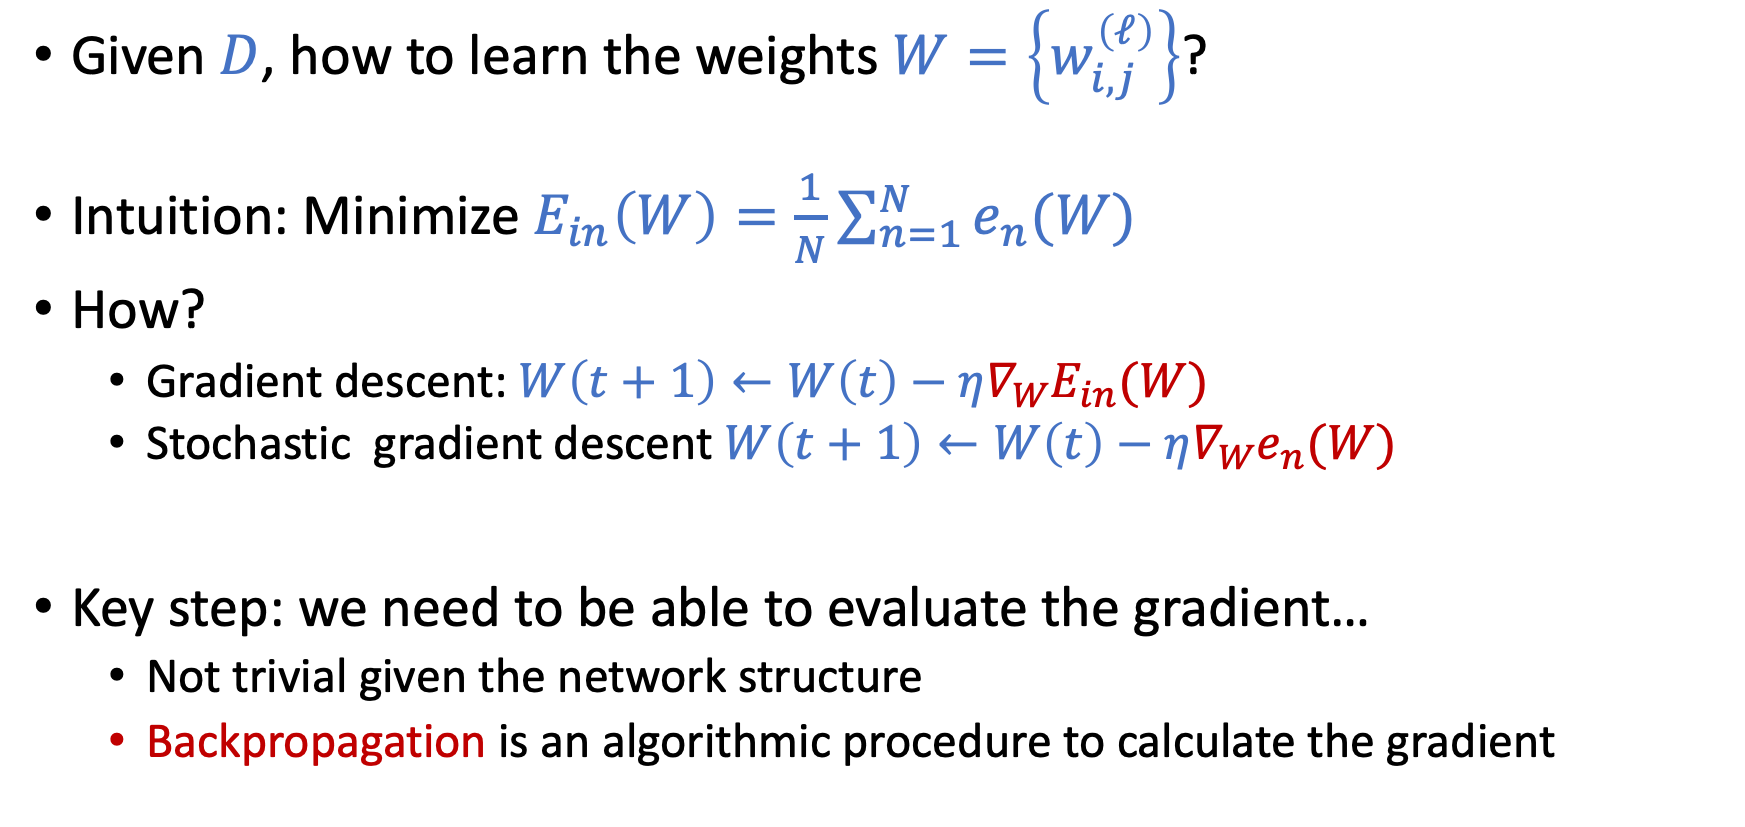 • Given D, how to learn the weights W = {w_{i,j}^{(ℓ)}}?
• Intuition: Minimize E_{in}(W) = \frac{1}{N} ∑_{n=1}^{N} e_n(W)
• How?
• Gradient descent: W(t + 1) ← W(t) − η∇_W E_{in}(W)
• Stochastic gradient descent W(t + 1) ← W(t) − η∇_W e_n(W)
• Key step: we need to be able to evaluate the gradient...
• Not trivial given the network structure
• Backpropagation is an algorithmic procedure to calculate the gradient